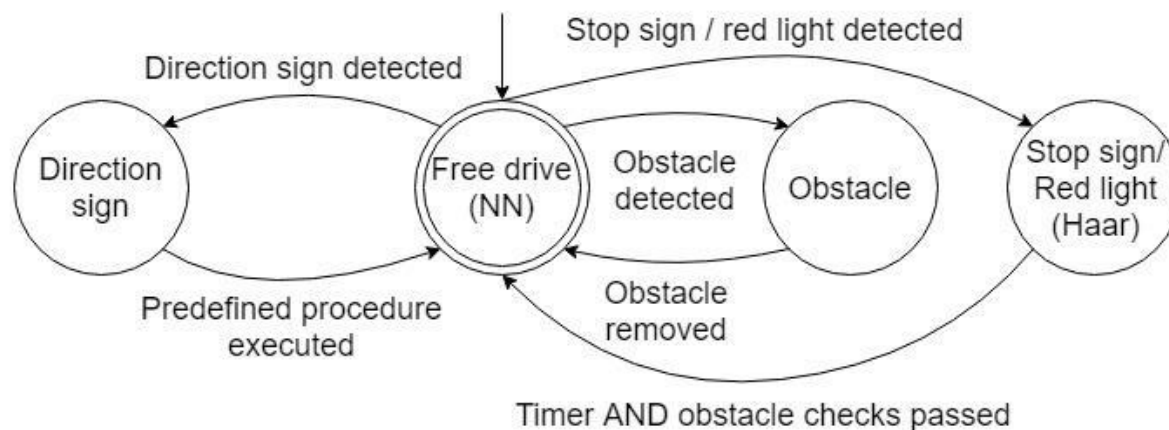 Stop sign / red light detected
Direction sign detected
Direction
sign
Free drive
(NN)
Obstacle
detected
Obstacle
Stop sign/
Red light
(Haar)
Predefined procedure
executed
Obstacle
removed
Timer AND obstacle checks passed